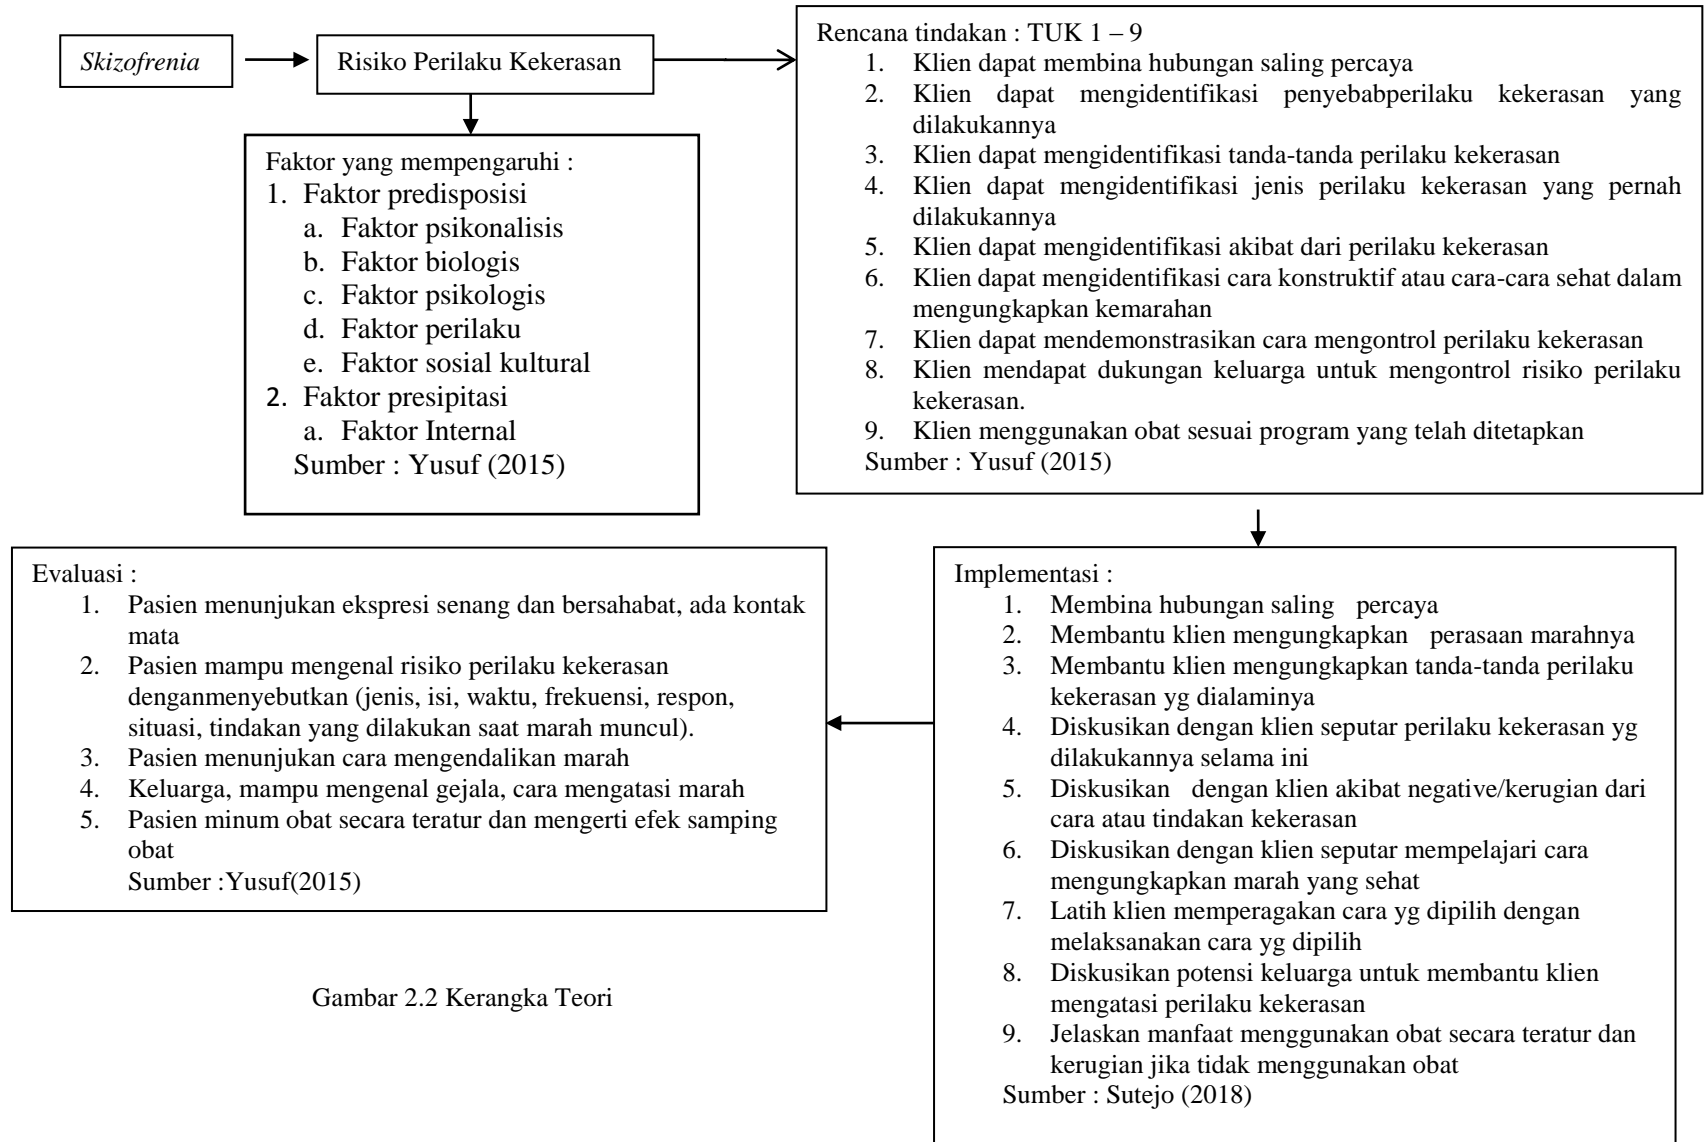 Skizofrenia
Risiko Perilaku Kekerasan
Rencana tindakan : TUK 1 – 9
1. Klien dapat membina hubungan saling percaya
2. Klien dapat mengidentifikasi penyebabperilaku kekerasan yang
dilakukannya
3. Klien dapat mengidentifikasi tanda-tanda perilaku kekerasan
4. Klien dapat mengidentifikasi jenis perilaku kekerasan yang pernah
dilakukannya
5. Klien dapat mengidentifikasi akibat dari perilaku kekerasan
6. Klien dapat mengidentifikasi cara konstruktif atau cara-cara sehat dalam
mengungkapkan kemarahan
7. Klien dapat mendemonstrasikan cara mengontrol perilaku kekerasan
8. Klien mendapat dukungan keluarga untuk mengontrol risiko perilaku
kekerasan.
9. Klien menggunakan obat sesuai program yang telah ditetapkan
Sumber : Yusuf (2015)
Faktor yang mempengaruhi :
1. Faktor predisposisi
a. Faktor psikonalisis
b. Faktor biologis
c. Faktor psikologis
d. Faktor perilaku
e. Faktor sosial kultural
2. Faktor presipitasi
a. Faktor Internal
Sumber : Yusuf (2015)
Implementasi :
1. Membina hubungan saling percaya
2. Membantu klien mengungkapkan perasaan marahnya
3. Membantu klien mengungkapkan tanda-tanda perilaku
kekerasan yg dialaminya
4. Diskusikan dengan klien seputar perilaku kekerasan yg
dilakukannya selama ini
5. Diskusikan dengan klien akibat negative/kerugian dari
cara atau tindakan kekerasan
6. Diskusikan dengan klien seputar mempelajari cara
mengungkapkan marah yang sehat
7. Latih klien memperagakan cara yg dipilih dengan
melaksanakan cara yg dipilih
8. Diskusikan potensi keluarga untuk membantu klien
mengatasi perilaku kekerasan
9. Jelaskan manfaat menggunakan obat secara teratur dan
kerugian jika tidak menggunakan obat
Sumber : Sutejo (2018)
Evaluasi :
1. Pasien menunjukan ekspresi senang dan bersahabat, ada kontak
mata
2. Pasien mampu mengenal risiko perilaku kekerasan
denganmenyebutkan (jenis, isi, waktu, frekuensi, respon,
situasi, tindakan yang dilakukan saat marah muncul).
3. Pasien menunjukan cara mengendalikan marah
4. Keluarga, mampu mengenal gejala, cara mengatasi marah
5. Pasien minum obat secara teratur dan mengerti efek samping
obat
Sumber :Yusuf(2015)
Gambar 2.2 Kerangka Teori